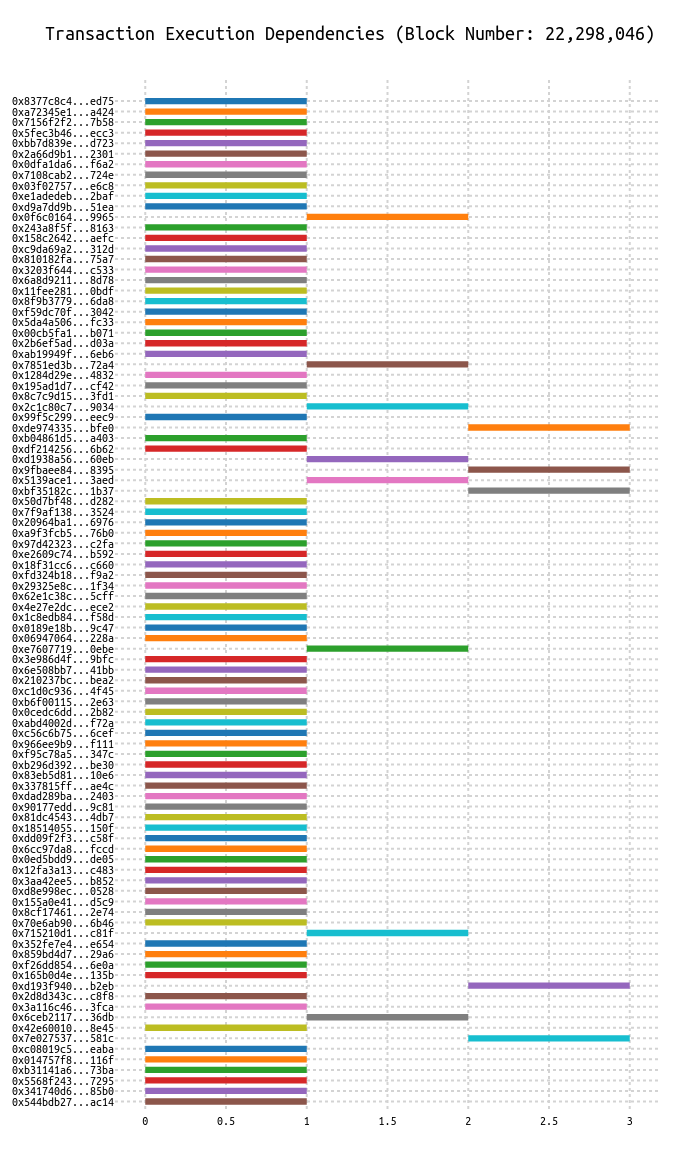 Transaction Execution Dependencies (Block Number: 22,298,046)
0x8377c8c4...ed75
0xa72345e1...a424
0x7156f2f2...7b58
0x5fec3b46...ecc3
0xbb7d839e...d723
0x2a66d9b1...2301
0x0dfa1da6...f6a2
0x7108cab2...724e
0x03f02757...e6c8
0xe1adedeb...2baf
0xd9a7dd9b...51ea
0x0f6c0164...9965
0x243a8f5f...8163
0x158c2642...aefc
0xc9da69a2...312d
0x810182fa...75a7
0x3203f644...c533
0x6a8d9211...8d78
0x11fee281...0bdf
0x8f9b3779...6da8
0xf59dc70f...3042
0x5da4a506...fc33
0x00cb5fa1...b071
0x2b6ef5ad...d03a
0xab19949f...6eb6
0x7851ed3b...72a4
0x1284d29e...4832
0x195ad1d7...cf42
0x8c7c9d15...3fd1
0x2c1c80c7...9034
0x99f5c299...eec9
0xde974335...bfe0
0xb04861d5...a403
0xdf214256...6b62
0xd1938a56...60eb
0x9fbaee84...8395
0x5139ace1...3aed
0xbf35182c...1b37
0x50d7bf48...d282
0x7f9af138...3524
0x20964ba1...6976
0xa9f3fcb5...76b0
0x97d42323...c2fa
0xe2609c74...b592
0x18f31cc6...c660
0xfd324b18...f9a2
0x29325e8c...1f34
0x62e1c38c...5cff
0x4e27e2dc...ece2
0x1c8edb84...f58d
0x0189e18b...9c47
0x06947064...228a
0xe7607719...0ebe
0x3e986d4f...9bfc
0x6e508bb7...41bb
0x210237bc...bea2
0xc1d0c936...4f45
0xb6f00115...2e63
0x0cedc6dd...2b82
0xabd4002d...f72a
0xc56c6b75...6cef
0x966ee9b9...f111
0xf95c78a5...347c
0xb296d392...be30
0x83eb5d81...10e6
0x337815ff...ae4c
0xdad289ba...2403
0x90177edd...9c81
0x81dc4543...4db7
0x18514055...150f
0xdd09f2f3...c58f
0x6cc97da8...fccd
0x0ed5bdd9...de05
0x12fa3a13...c483
0x3aa42ee5...b852
0xd8e998ec...0528
0x155a0e41...d5c9
0x8cf17461...2e74
0x70e6ab90...6b46
0x715210d1...c81f
0x352fe7e4...e654
0x859bd4d7...29a6
0xf26dd854...6e0a
0x165b0d4e...135b
0xd193f940...b2eb
0x2d8d343c...c8f8
0x3a116c46...3fca
0x6ceb2117...36db
0x42e60010...8e45
0x7e027537...581c
0xc08019c5...eaba
0x014757f8...116f
0xb31141a6...73ba
0x5568f243...7295
0x341740d6...85b0
0x544bdb27...ac14
0 0.5 1 1.5 2 2.5 3